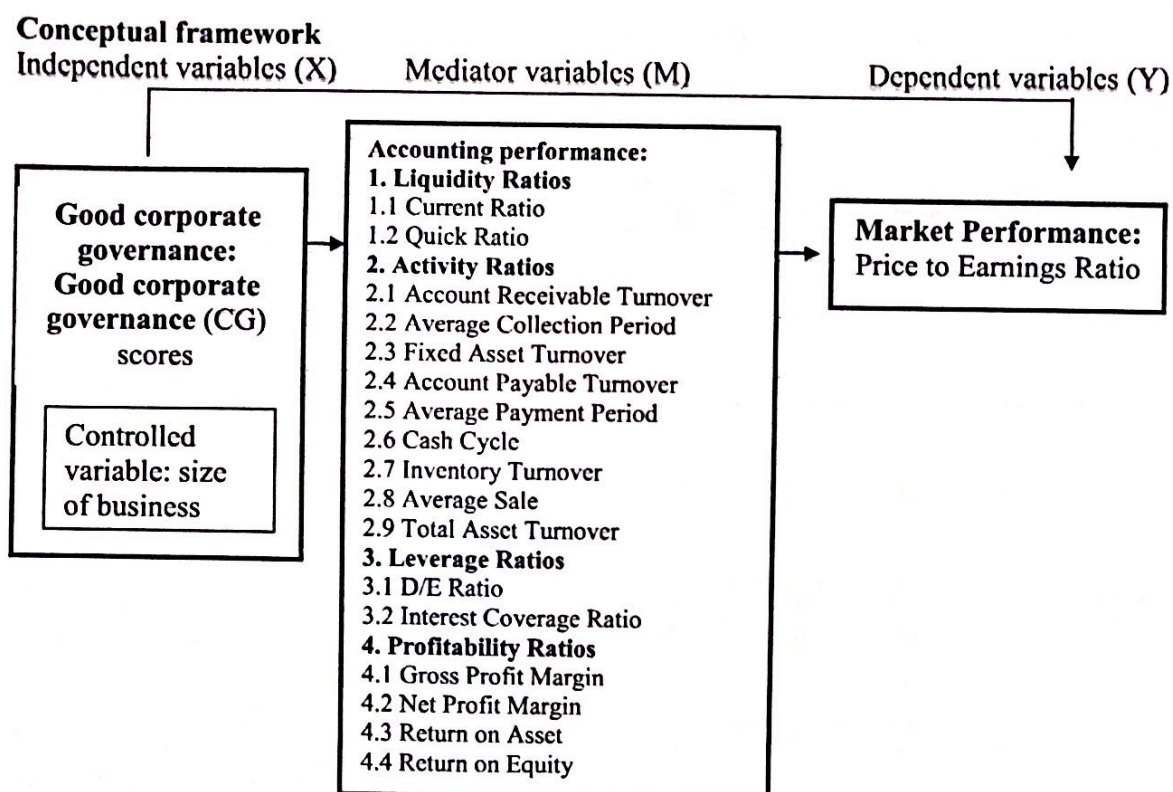 Conceptual framework
Independent variables (X)
Mediator variables (M)
Dependent variables (Y)
Good corporate
governance:
Good corporate
governance (CG)
scores
Controlled
variable: size
of business
Accounting performance:
1. Liquidity Ratios
1.1 Current Ratio
1.2 Quick Ratio
2. Activity Ratios
2.1 Account Receivable Turnover
2.2 Average Collection Period
2.3 Fixed Asset Turnover
2.4 Account Payable Turnover
2.5 Average Payment Period
2.6 Cash Cycle
2.7 Inventory Turnover
2.8 Average Sale
2.9 Total Asset Turnover
3. Leverage Ratios
3.1 D/E Ratio
3.2 Interest Coverage Ratio
4. Profitability Ratios
4.1 Gross Profit Margin
4.2 Net Profit Margin
4.3 Return on Asset
4.4 Return on Equity
Market Performance:
Price to Earnings Ratio